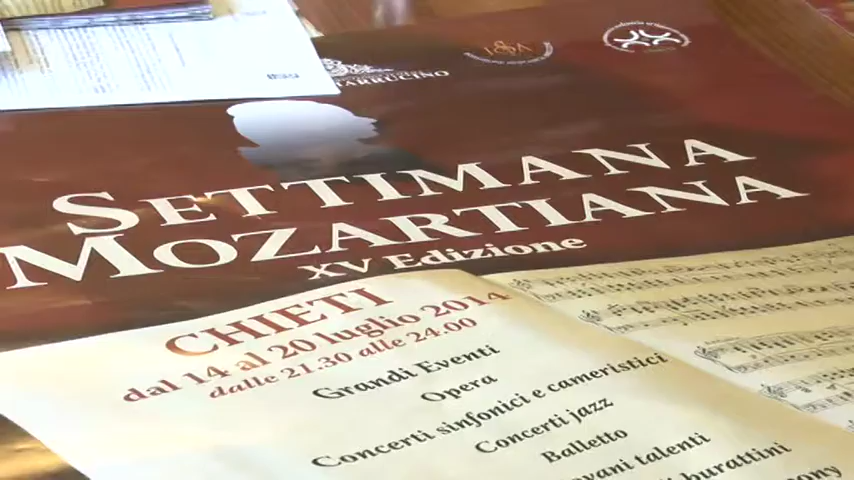 SETTIMANA
MOZARTIANA
XV Edizione
CHIETI
dal 14 al 20 luglio 2014
dalle 21.30 alle 24.00
Grandi Eventi
Opera
Concerti sinfonici e cameristici
Concerti jazz
Balletto
talenti
burattini